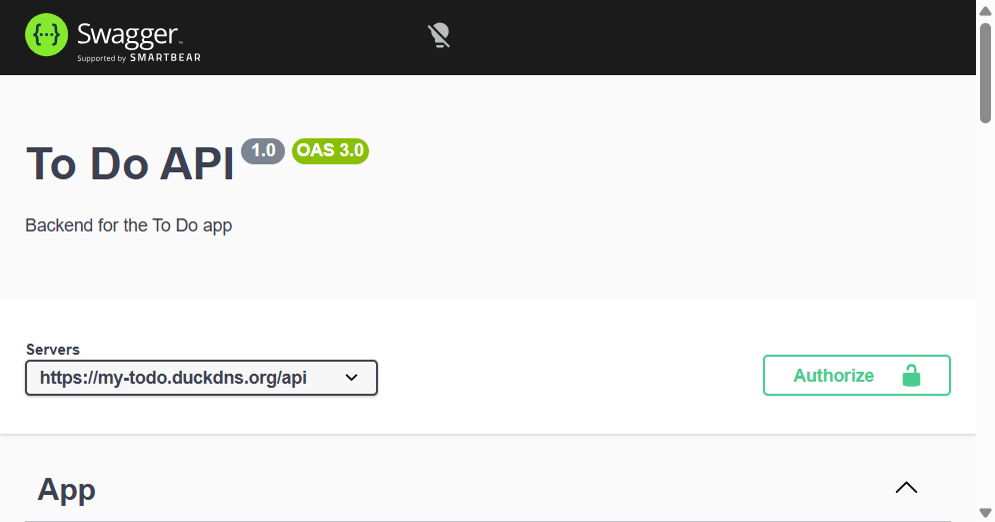 Swagger™
Supported by SMARTBEAR
To Do API 1.0 OAS 3.0
Backend for the To Do app
Servers
https://my-todo.duckdns.org/api
Authorize
App